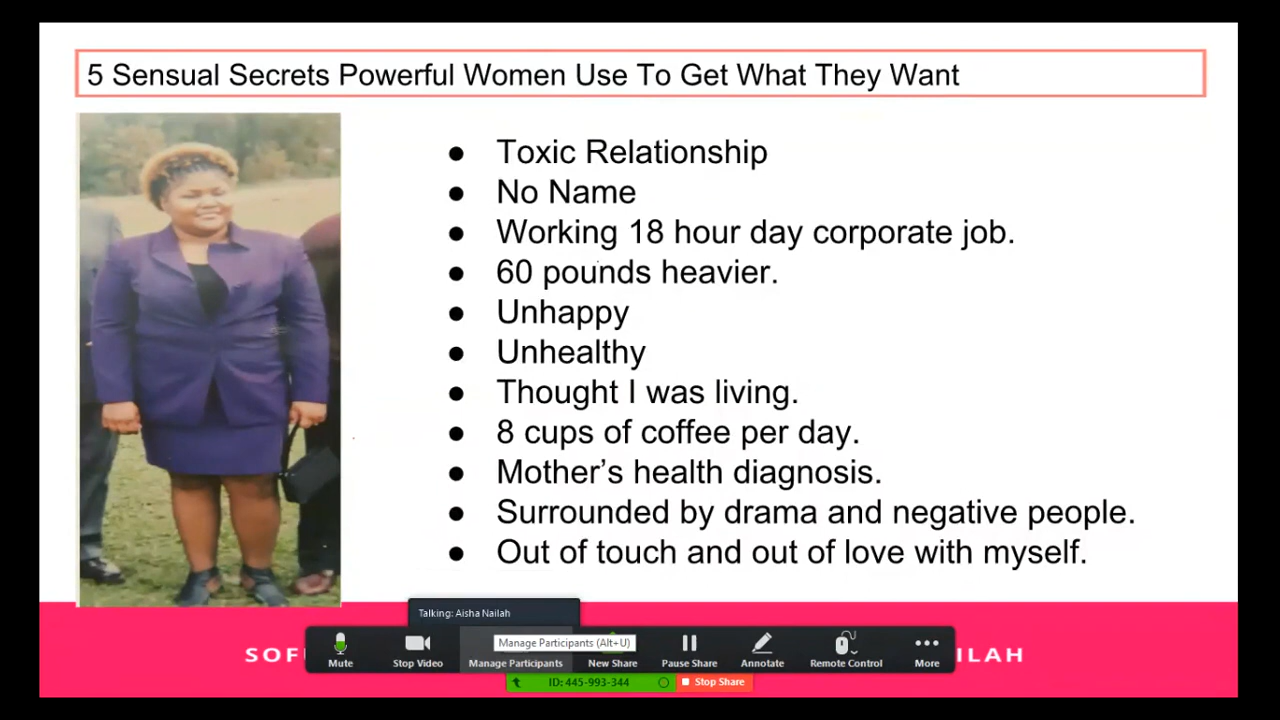 5 Sensual Secrets Powerful Women Use To Get What They Want
● Toxic Relationship
● No Name
● Working 18 hour day corporate job.
● 60 pounds heavier.
● Unhappy
● Unhealthy
● Thought I was living.
● 8 cups of coffee per day.
● Mother's health diagnosis.
● Surrounded by drama and negative people.
● Out of touch and out of love with myself.
Talking: Aisha Nailah
Manage Participants (Alt+U)
Mute Stop Video Manage Participants New Share Pause Share Annotate Remote Control More
ID: 445-993-344 Stop Share